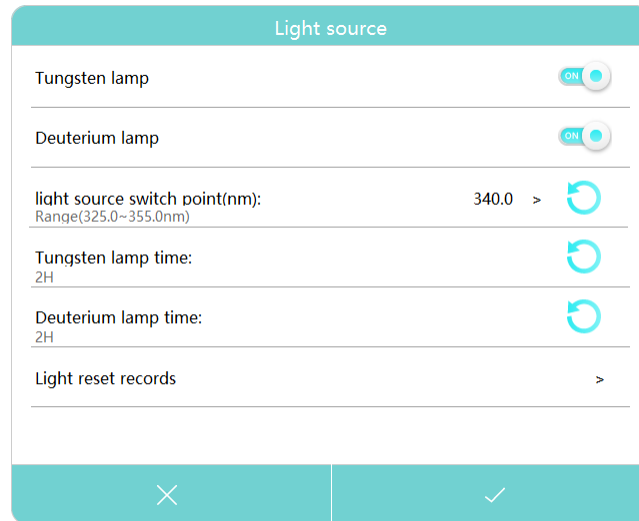 Light source
Tungsten lamp
ON
Deuterium lamp
ON
light source switch point(nm):
340.0 >
Range(325.0~355.0nm)
Tungsten lamp time:
2H
Deuterium lamp time:
2H
Light reset records
>